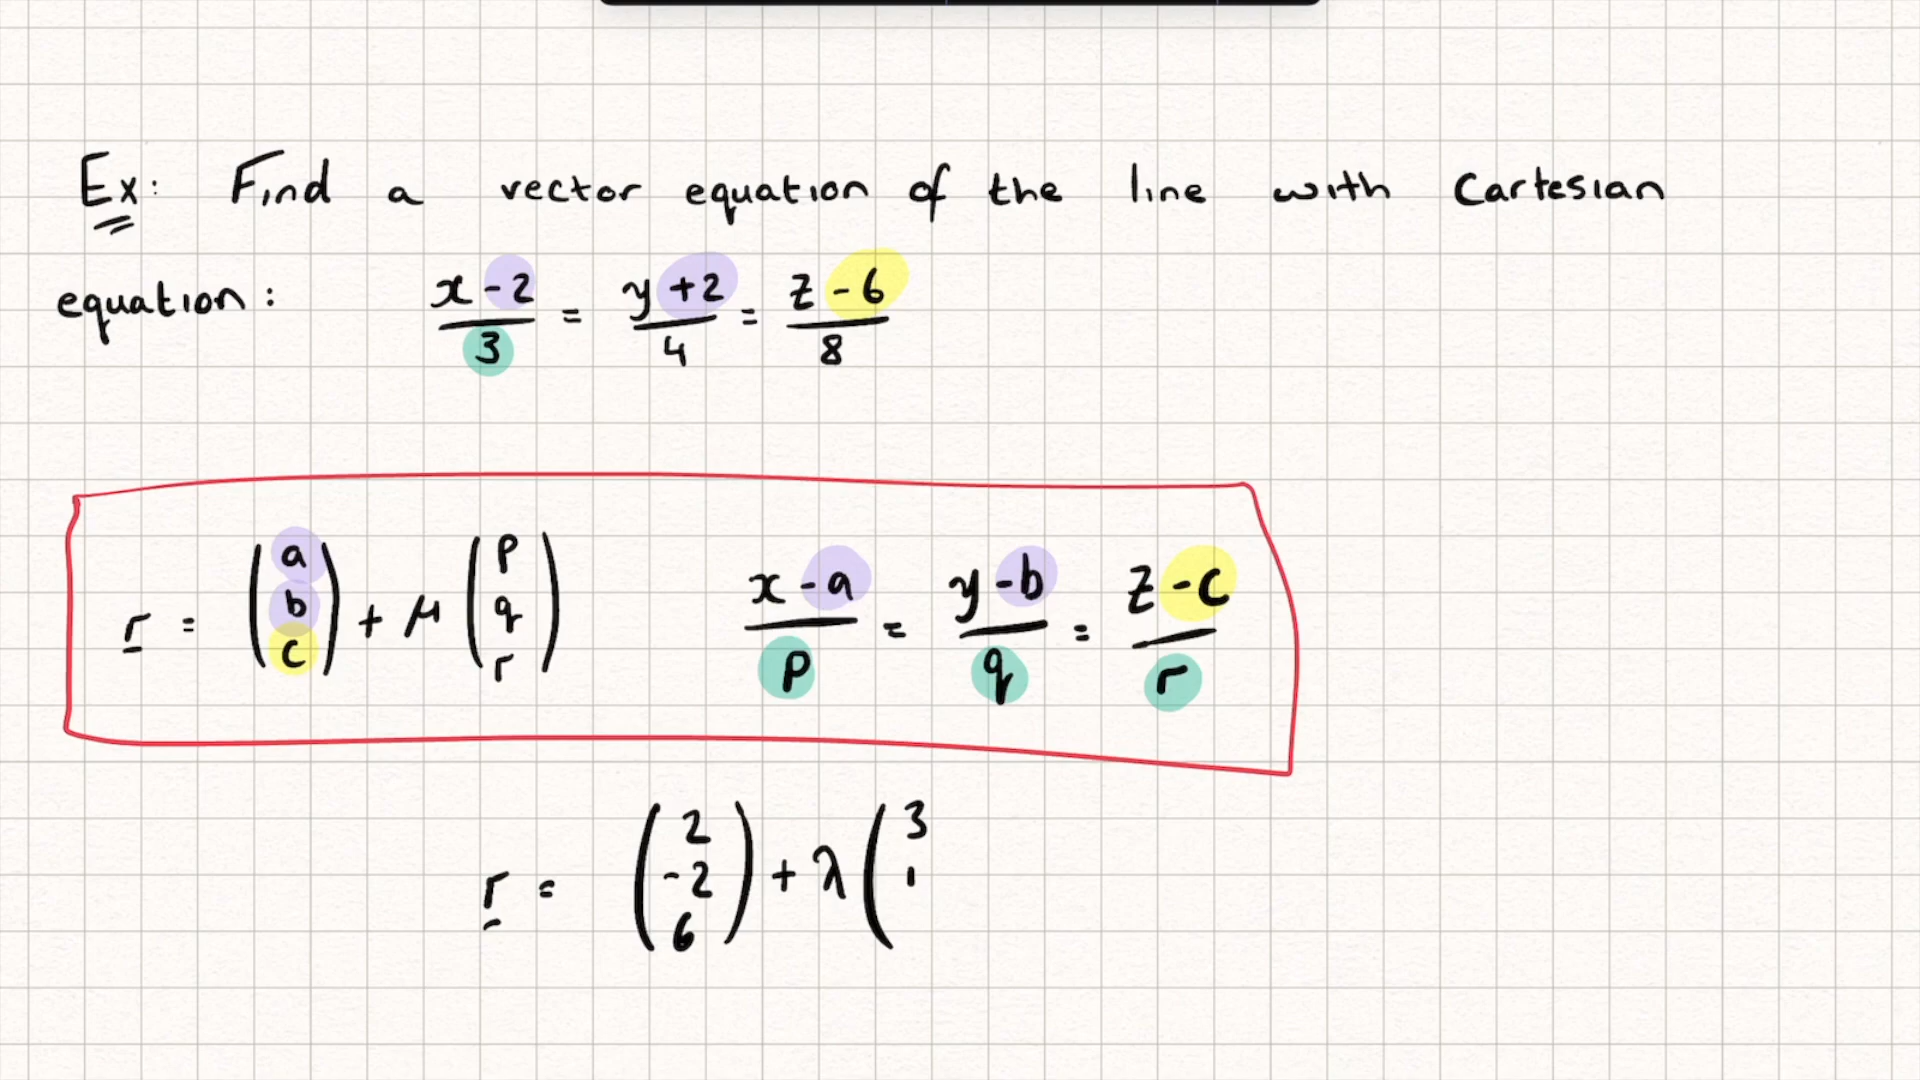 Ex: Find a vector equation of the line with Cartesian
equation: (x - 2)/3 = (y + 2)/4 = (z - 6)/8
r = (a b c) + μ (p q r) (x - a)/p = (y - b)/q = (z - c)/r
r = (2 -2 6) + λ (3